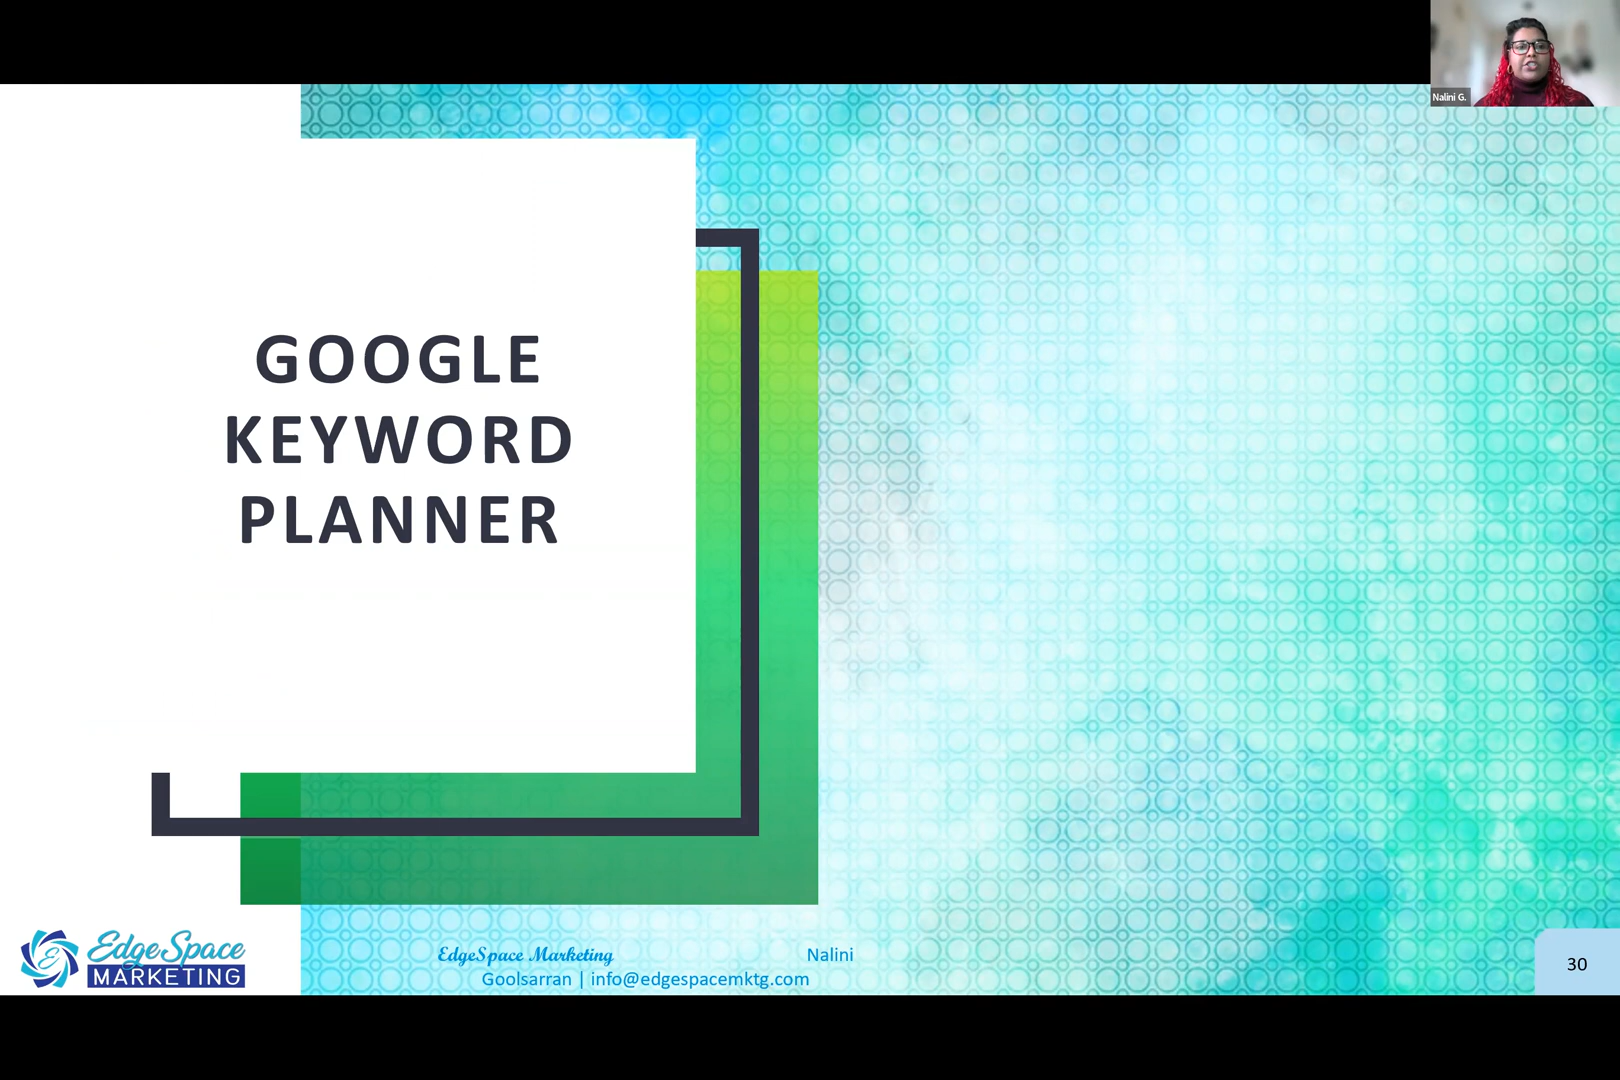 Nalini G.
GOOGLE
KEYWORD
PLANNER
EdgeSpace
MARKETING
EdgeSpace Marketing Nalini
Goolsarran | info@edgespacemktg.com
30